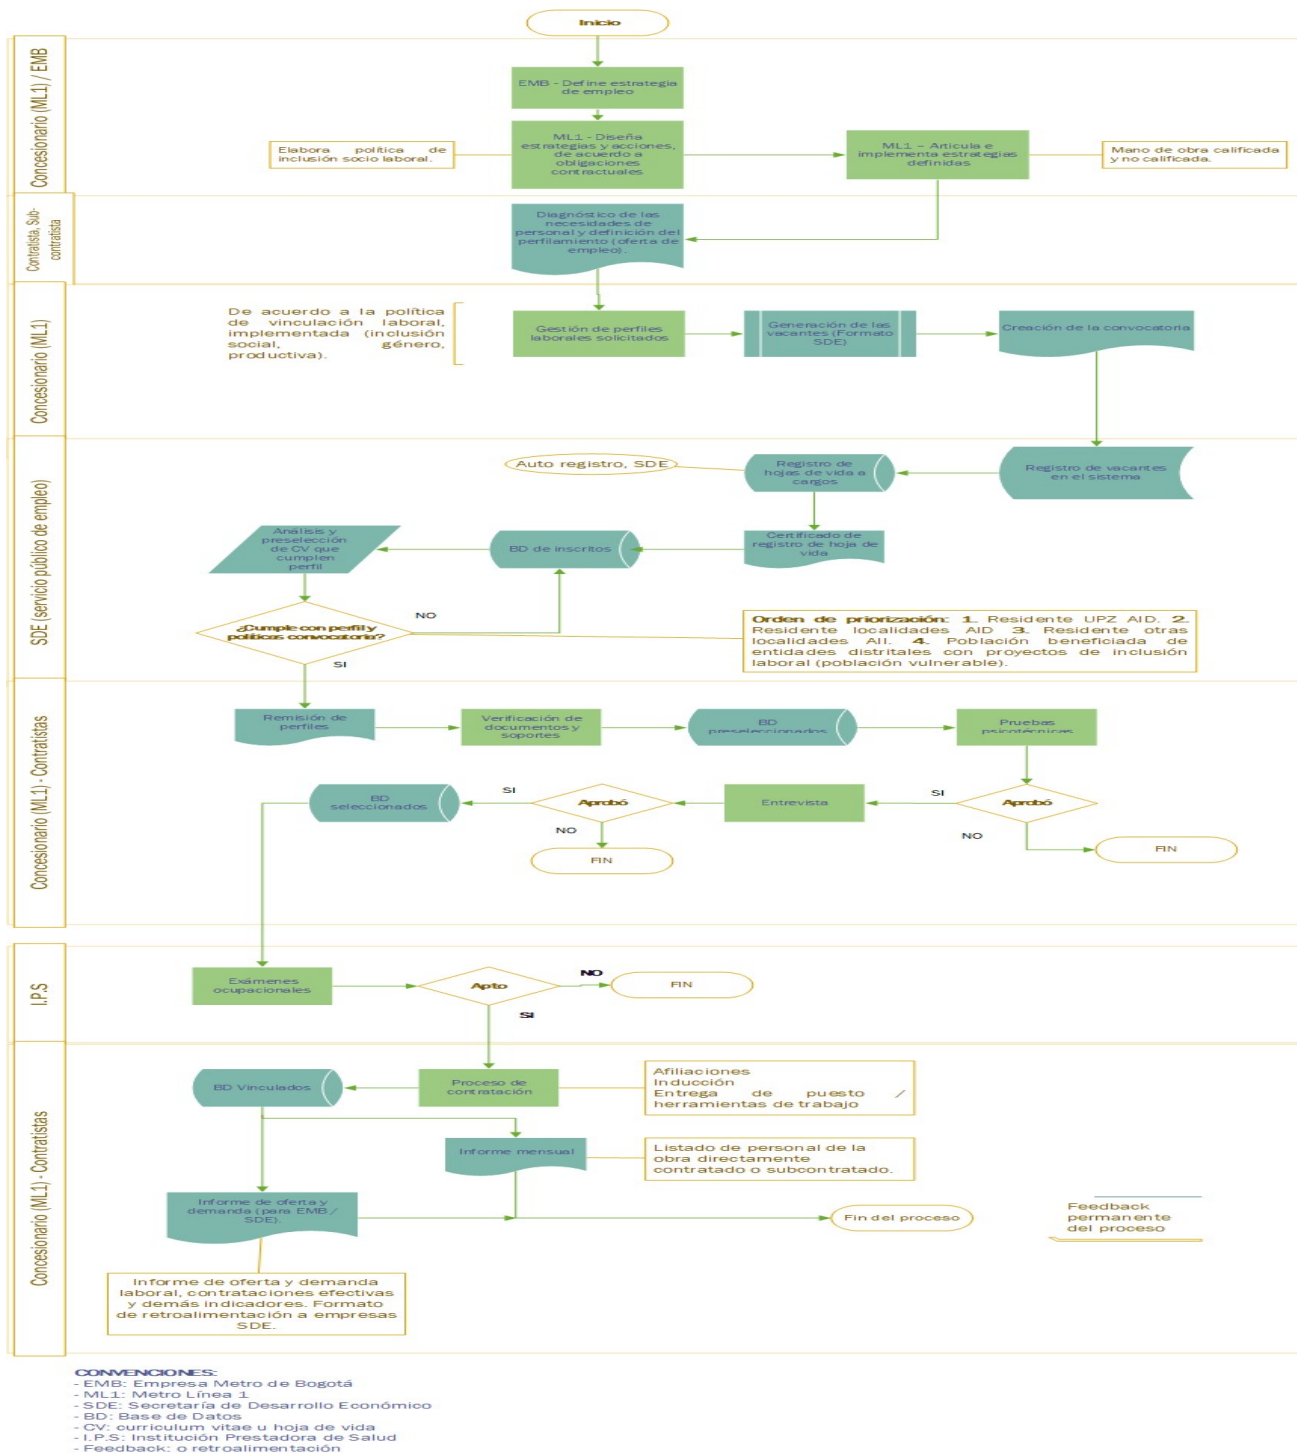 Inicio
Concesionario (ML1) / EMB
EMB - Define estrategia
de empleo
Elabora política de
inclusión socio laboral.
ML1 - Diseña
estrategias y acciones,
de acuerdo a
obligaciones
contractuales
ML1 - Articula e
implementa estrategias
definidas
Mano de obra calificada
y no calificada.
Contratista, Sub-
contratista
Diagnóstico de las
necesidades de
personal y definición del
perfilamiento (oferta de
empleo).
Concesionario (ML1)
De acuerdo a la política
de vinculación laboral,
implementada (inclusión
social, género,
productiva).
Gestión de perfiles
laborales solicitados
Generación de las
vacantes (Formato
SDE)
Creación de la convocatoria
SDE (servicio público de empleo)
Auto registro, SDE
Registro de
hojas de vida a
cargos
Registro de vacantes
en el sistema
Análisis y
preselección
de CV que
cumplen
perfil
BD de inscritos
Certificado de
registro de hoja de
vida
¿Cumple con perfil y
políticas convocatoria?
NO
SI
Orden de priorización: 1. Residente UPZ AID. 2.
Residente localidades AID 3. Residente otras
localidades AII. 4. Población beneficiada de
entidades distritales con proyectos de inclusión
laboral (población vulnerable).
Concesionario (ML1) - Contratistas
Remisión de
perfiles
Verificación de
documentos y
soportes
BD
preseleccionados
Pruebas
psicotécnicas
BD
seleccionados
SI
Aprobó
Entrevista
SI
Aprobó
NO
NO
FIN
FIN
I.P.S
Exámenes
ocupacionales
Apto
NO
FIN
SI
Concesionario (ML1) - Contratistas
BD Vinculados
Proceso de
contratación
Afiliaciones
Inducción
Entrega de puesto /
herramientas de trabajo
Informe mensual
Listado de personal de la
obra directamente
contratado o subcontratado.
Informe de oferta y
demanda (para EMB /
SDE).
Fin del proceso
Feedback
permanente
del proceso
Informe de oferta y demanda
laboral, contrataciones efectivas
y demás indicadores. Formato
de retroalimentación a empresas
SDE.
CONVENCIONES:
- EMB: Empresa Metro de Bogotá
- ML1: Metro Línea 1
- SDE: Secretaría de Desarrollo Económico
- BD: Base de Datos
- CV: curriculum vitae u hoja de vida
- I.P.S: Institución Prestadora de Salud
- Feedback: o retroalimentación